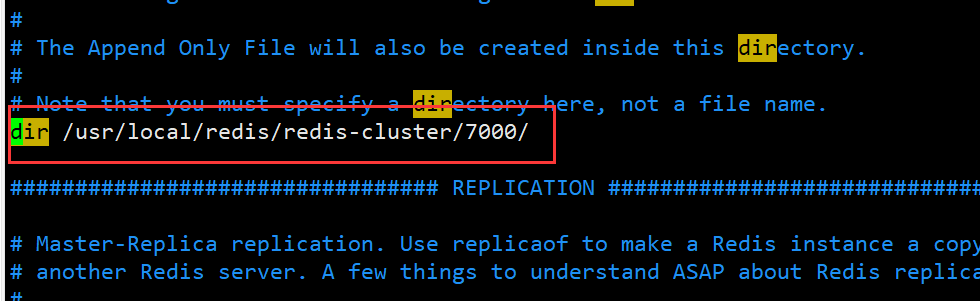 #
# The Append Only File will also be created inside this directory.
#
# Note that you must specify a directory here, not a file name.
dir /usr/local/redis/redis-cluster/7000/
################################# REPLICATION #############################
# Master-Replica replication. Use replicaof to make a Redis instance a copy
# another Redis server. A few things to understand ASAP about Redis replica
#